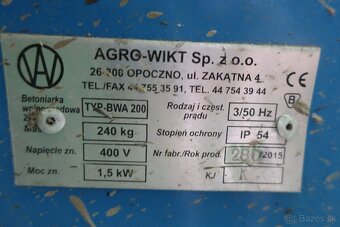 AGRO-WIKT Sp. z o.o.
26-300 OPOCZNO, ul. ZAKĄTNA 4
TEL./FAX 44 755 35 91, TEL. 44 754 39 44
CE
B
Betoniarka wolnospadowa
TYP-BWA 200
Rodzaj i częst. prądu
3/50 Hz
240 kg
Stopień ochrony
IP 54
Napięcie zn.
400 V
Nr fabr./Rok prod.
/2015
Moc zn.
1,5 kW
KJ
K
bazos.sk